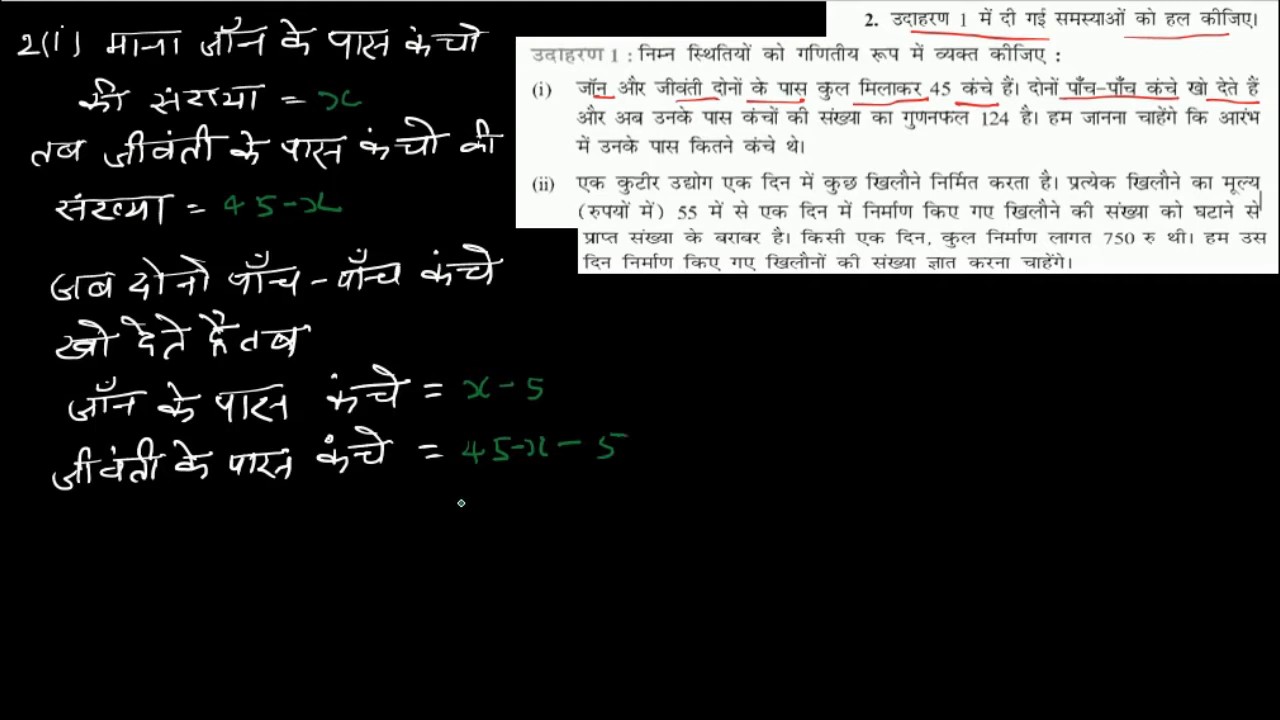 2. उदाहरण 1 में दी गई समस्याओं को हल कीजिए।
उदाहरण 1 : निम्न स्थितियों को गणितीय रूप में व्यक्त कीजिए :
(i) जॉन और जीवंती दोनों के पास कुल मिलाकर 45 कंचे हैं। दोनों पाँच-पाँच कंचे खो देते हैं
और अब उनके पास कंचों की संख्या का गुणनफल 124 है। हम जानना चाहेंगे कि आरंभ
में उनके पास कितने कंचे थे।
(ii) एक कुटीर उद्योग एक दिन में कुछ खिलौने निर्मित करता है। प्रत्येक खिलौने का मूल्य
(रुपयों में) 55 में से एक दिन में निर्माण किए गए खिलौने की संख्या को घटाने से
प्राप्त संख्या के बराबर है। किसी एक दिन, कुल निर्माण लागत 750 रु थी। हम उस
दिन निर्माण किए गए खिलौनों की संख्या ज्ञात करना चाहेंगे।
2(i) माना जॉन के पास कंचो
की संख्या = x
तब जीवंती के पास कंचो की
संख्या = 45-x
अब दोनो पाँच-पाँच कंचे
खो देते है तब
जॉन के पास कंचे = x-5
जीवंती के पास कंचे = 45-x-5